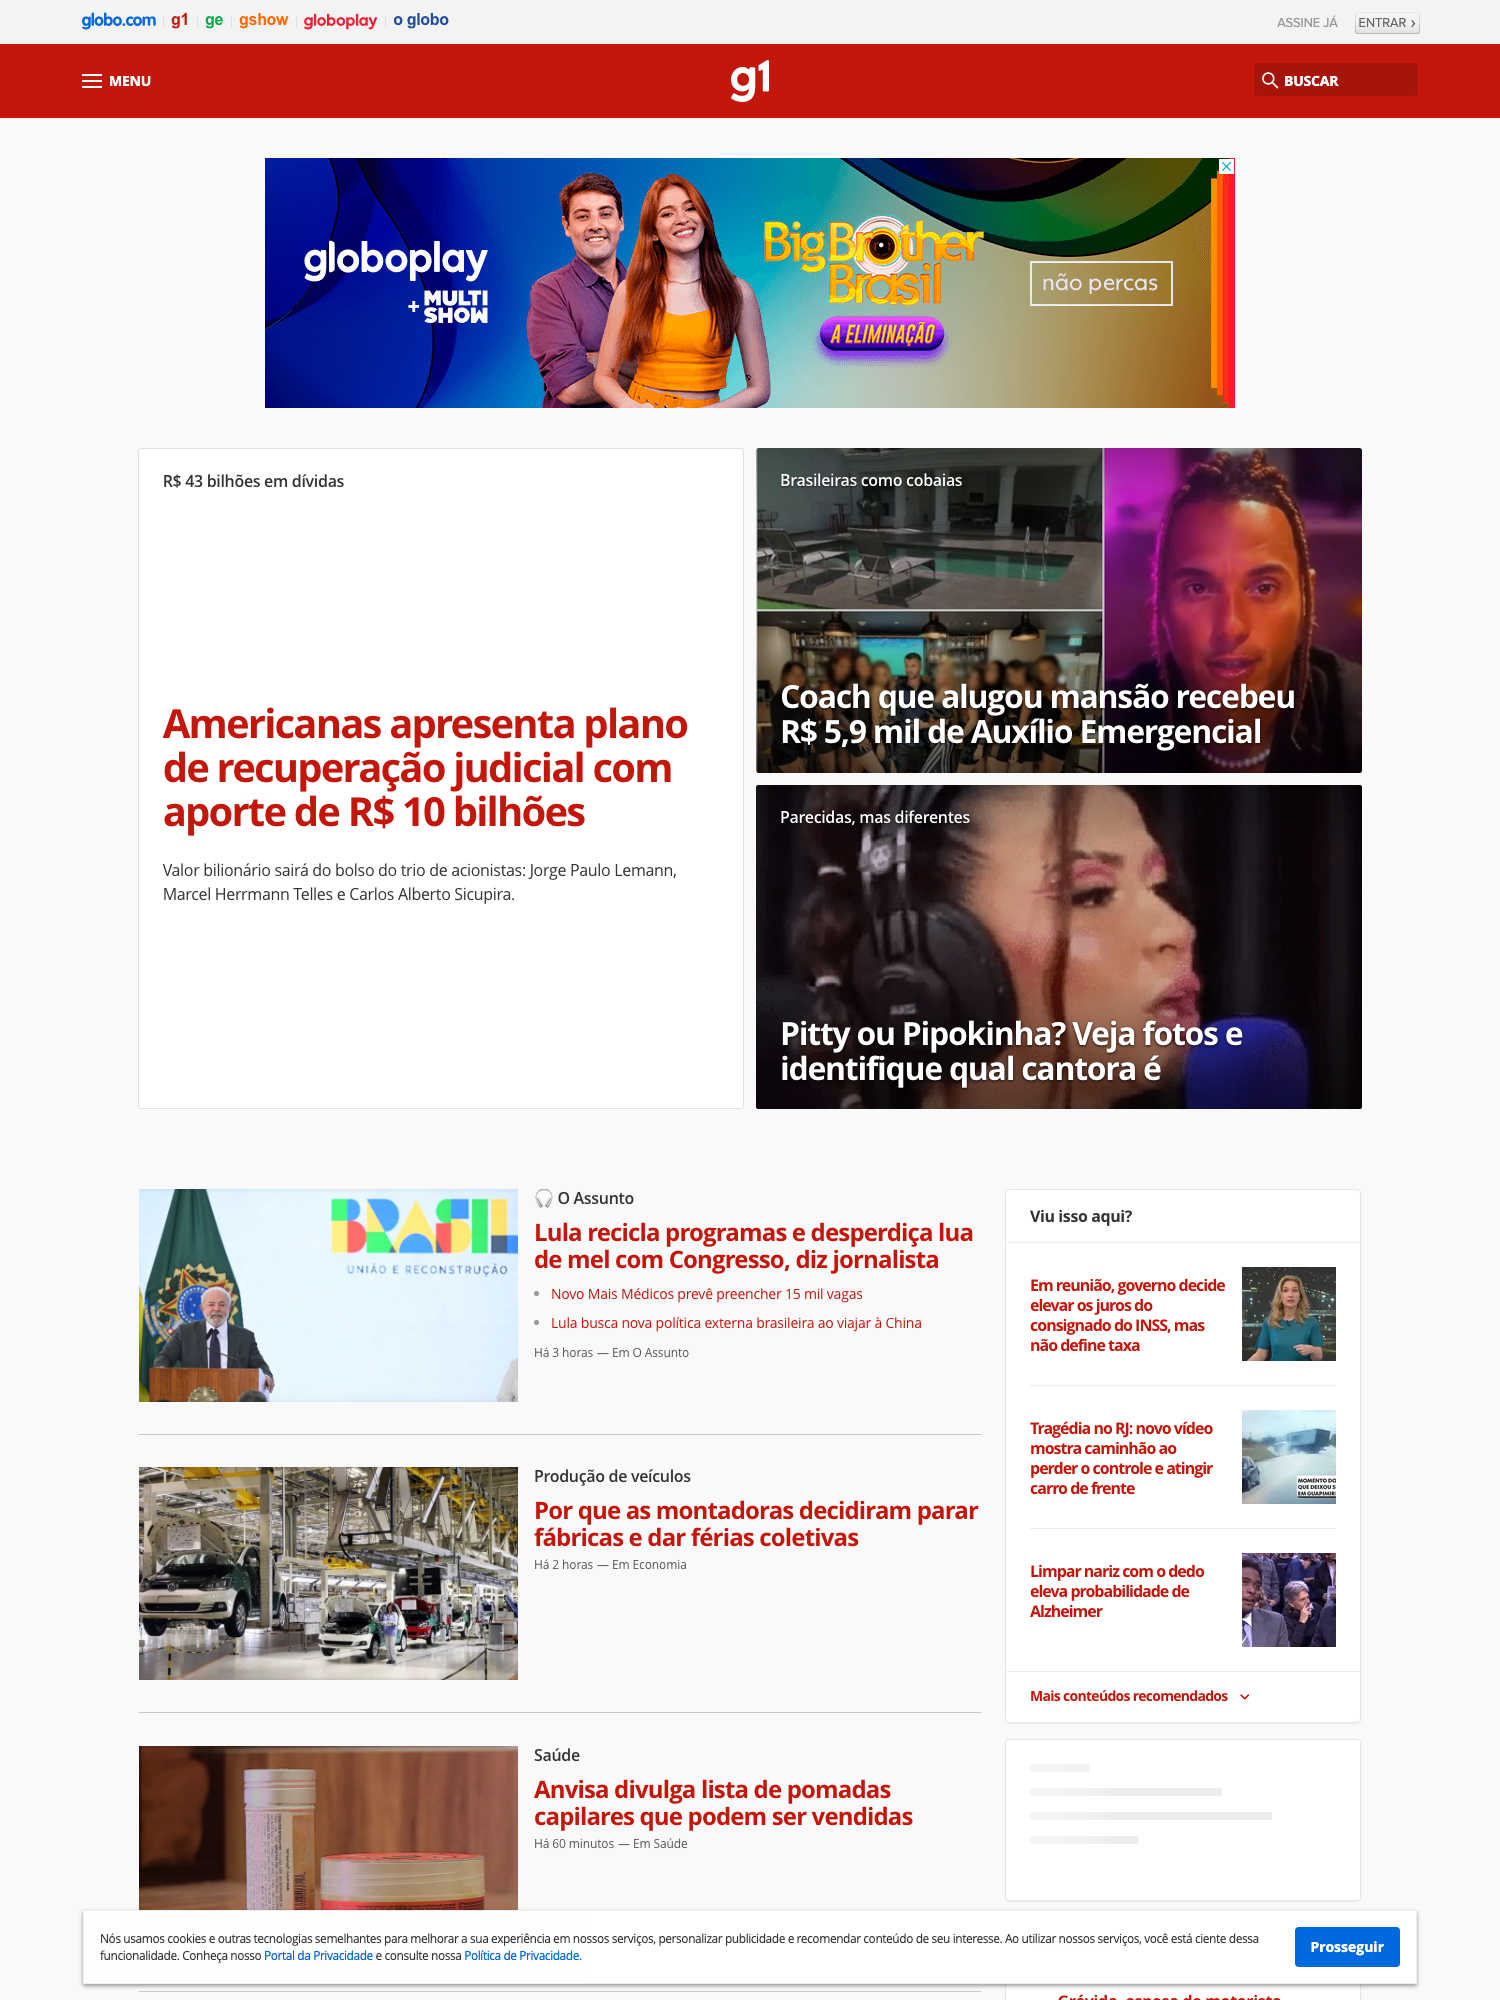 globo.com g1 ge gshow globoplay o globo ASSINE JÁ ENTRAR ›
MENU g1 BUSCAR
globoplay
+ MULTI
SHOW
Big Brother
Brasil
A ELIMINAÇÃO
não percas
R$ 43 bilhões em dívidas
Americanas apresenta plano
de recuperação judicial com
aporte de R$ 10 bilhões
Valor bilionário sairá do bolso do trio de acionistas: Jorge Paulo Lemann,
Marcel Herrmann Telles e Carlos Alberto Sicupira.
Brasileiras como cobaias
Coach que alugou mansão recebeu
R$ 5,9 mil de Auxílio Emergencial
Parecidas, mas diferentes
Pitty ou Pipokinha? Veja fotos e
identifique qual cantora é
BRASIL
UNIÃO E RECONSTRUÇÃO
🎧 O Assunto
Lula recicla programas e desperdiça lua
de mel com Congresso, diz jornalista
Novo Mais Médicos prevê preencher 15 mil vagas
Lula busca nova política externa brasileira ao viajar à China
Há 3 horas — Em O Assunto
Produção de veículos
Por que as montadoras decidiram parar
fábricas e dar férias coletivas
Há 2 horas — Em Economia
Saúde
Anvisa divulga lista de pomadas
capilares que podem ser vendidas
Há 60 minutos — Em Saúde
Viu isso aqui?
Em reunião, governo decide
elevar os juros do
consignado do INSS, mas
não define taxa
Tragédia no RJ: novo vídeo
mostra caminhão ao
perder o controle e atingir
carro de frente
MOMENTO DO
QUE DEIXOU S
EM GUAPIMIR
Limpar nariz com o dedo
eleva probabilidade de
Alzheimer
Mais conteúdos recomendados
Nós usamos cookies e outras tecnologias semelhantes para melhorar a sua experiência em nossos serviços, personalizar publicidade e recomendar conteúdo de seu interesse. Ao utilizar nossos serviços, você está ciente dessa
funcionalidade. Conheça nosso Portal da Privacidade e consulte nossa Política de Privacidade.
Prosseguir
Grávida, esposa de motorista